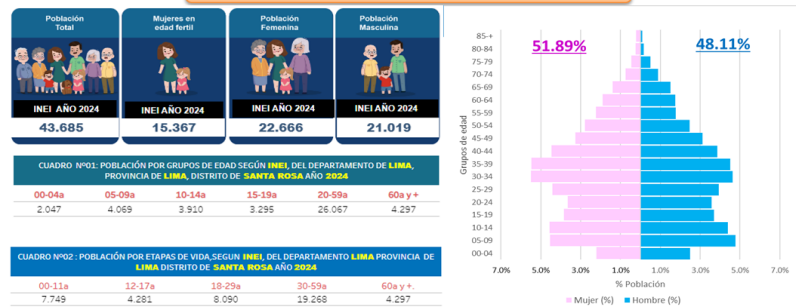 Población
Total
Mujeres en
edad fertil
Población
Femenina
Población
Masculina
INEI AÑO 2024
INEI AÑO 2024
INEI AÑO 2024
INEI AÑO 2024
43.685
15.367
22.666
21.019
CUADRO Nº01: POBLACIÓN POR GRUPOS DE EDAD SEGÚN INEI, DEL DEPARTAMENTO DE LIMA,
PROVINCIA DE LIMA, DISTRITO DE SANTA ROSA AÑO 2024
00-04a 05-09a 10-14a 15-19a 20-59a 60a y +
2.047 4.069 3.910 3.295 26.067 4.297
CUADRO Nº02 : POBLACIÓN POR ETAPAS DE VIDA,SEGUN INEI, DEL DEPARTAMENTO LIMA PROVINCIA DE
LIMA DISTRITO DE SANTA ROSA AÑO 2024
00-11a 12-17a 18-29a 30-59a 60a y +.
7.749 4.281 8.090 19.268 4.297
51.89% 48.11%
Grupos de edad
85-+
80-84
75-79
70-74
65-69
60-64
55-59
50-54
45-49
40-44
35-39
30-34
25-29
20-24
15-19
10-14
05-09
00-04
7.0% 5.0% 3.0% 1.0% 1.0% 3.0% 5.0% 7.0%
% Población
Mujer (%) Hombre (%)